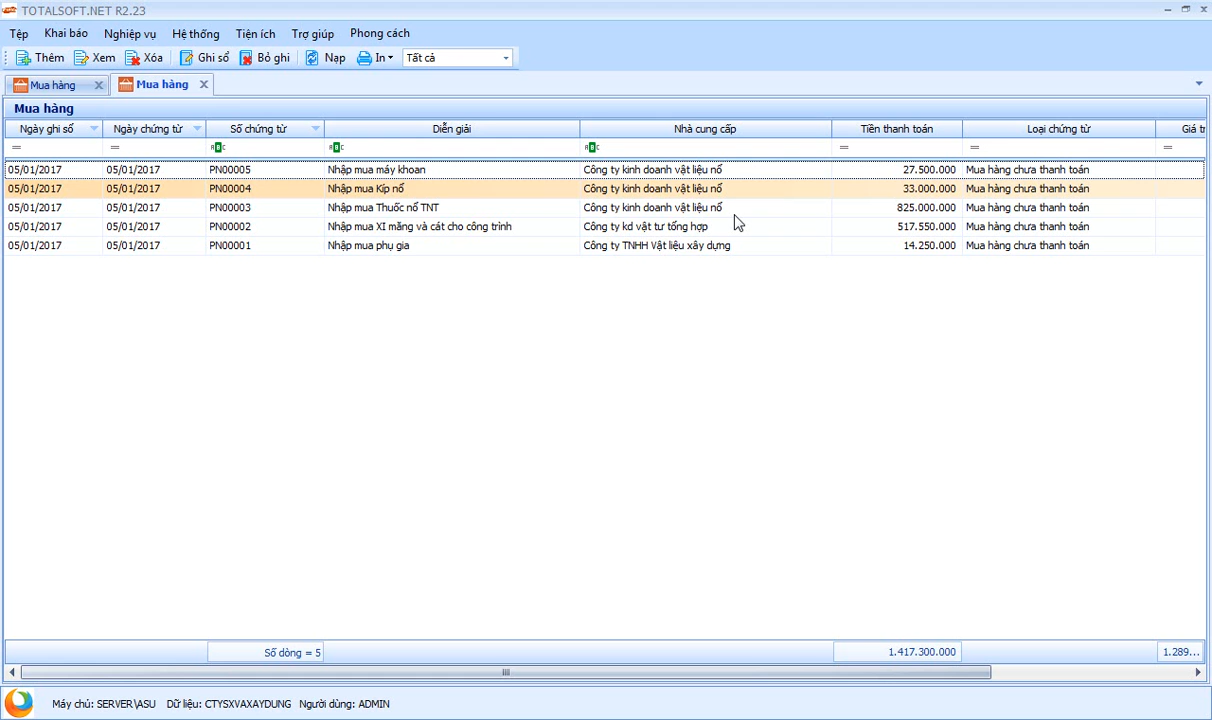 TOTALSOFT.NET R2.23
Tệp Khai báo Nghiệp vụ Hệ thống Tiện ích Trợ giúp Phong cách
Thêm Xem Xóa Ghi sổ Bỏ ghi Nạp In Tất cả
Mua hàng Mua hàng
Mua hàng
Ngày ghi sổ Ngày chứng từ Số chứng từ Diễn giải Nhà cung cấp Tiền thanh toán Loại chứng từ Giá tr
= = ABC ABC ABC = = =
05/01/2017 05/01/2017 PN00005 Nhập mua máy khoan Công ty kinh doanh vật liệu nổ 27.500.000 Mua hàng chưa thanh toán
05/01/2017 05/01/2017 PN00004 Nhập mua Kíp nổ Công ty kinh doanh vật liệu nổ 33.000.000 Mua hàng chưa thanh toán
05/01/2017 05/01/2017 PN00003 Nhập mua Thuốc nổ TNT Công ty kinh doanh vật liệu nổ 825.000.000 Mua hàng chưa thanh toán
05/01/2017 05/01/2017 PN00002 Nhập mua XI măng và cát cho công trình Công ty kd vật tư tổng hợp 517.550.000 Mua hàng chưa thanh toán
05/01/2017 05/01/2017 PN00001 Nhập mua phụ gia Công ty TNHH Vật liệu xây dựng 14.250.000 Mua hàng chưa thanh toán
Số dòng = 5 1.417.300.000 1.289...
Máy chủ: SERVER\ASU Dữ liệu: CTYSXVAXAYDUNG Người dùng: ADMIN